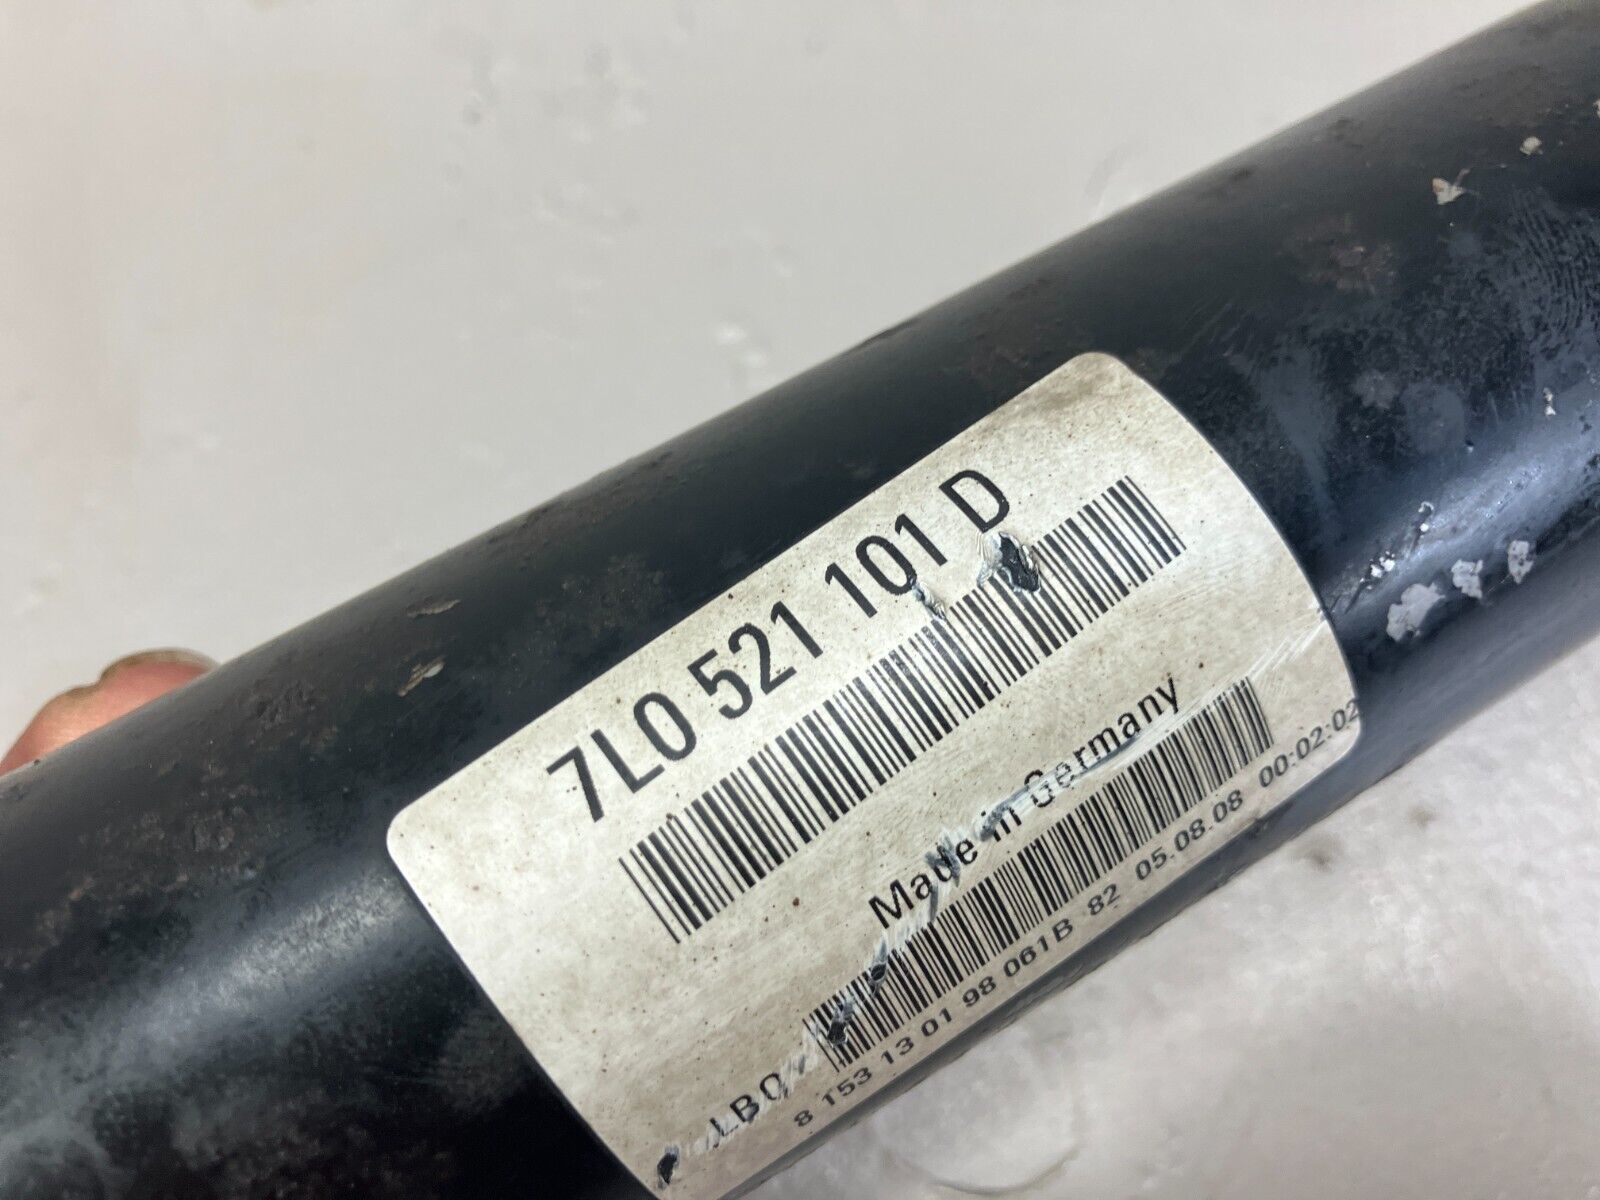 7L0 521 101 D
Made in Germany
LBO
8 153 13 01 98 061B 82 05.08.08 00:02:02